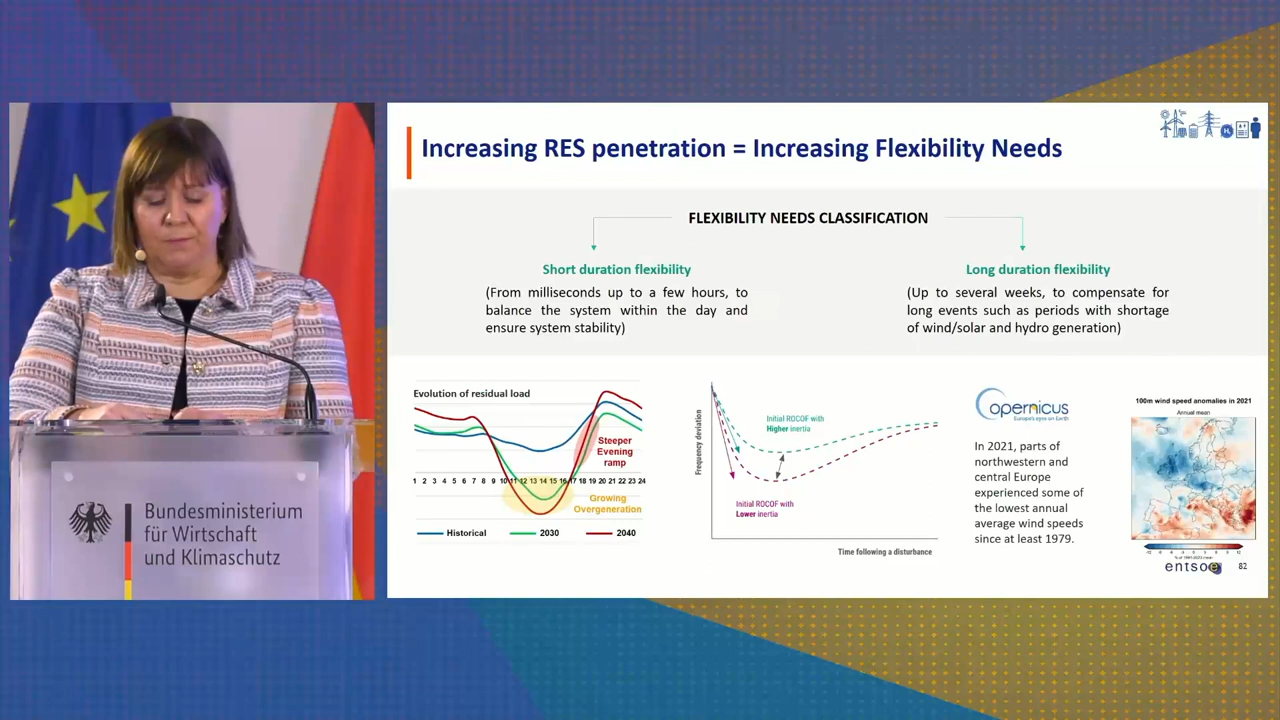 Bundesministerium
für Wirtschaft
und Klimaschutz
Increasing RES penetration = Increasing Flexibility Needs
FLEXIBILITY NEEDS CLASSIFICATION
Short duration flexibility
(From milliseconds up to a few hours, to
balance the system within the day and
ensure system stability)
Long duration flexibility
(Up to several weeks, to compensate for
long events such as periods with shortage
of wind/solar and hydro generation)
Evolution of residual load
Steeper
Evening
ramp
1 2 3 4 5 6 7 8 9 10 11 12 13 14 15 16 17 18 19 20 21 22 23 24
Growing
Overgeneration
Historical 2030 2040
Frequency deviation
Initial ROCOF with
Higher inertia
Initial ROCOF with
Lower inertia
Time following a disturbance
Copernicus
Europe's eyes on Earth
In 2021, parts of
northwestern and
central Europe
experienced some of
the lowest annual
average wind speeds
since at least 1979.
100m wind speed anomalies in 2021
Annual mean
entsoe 82